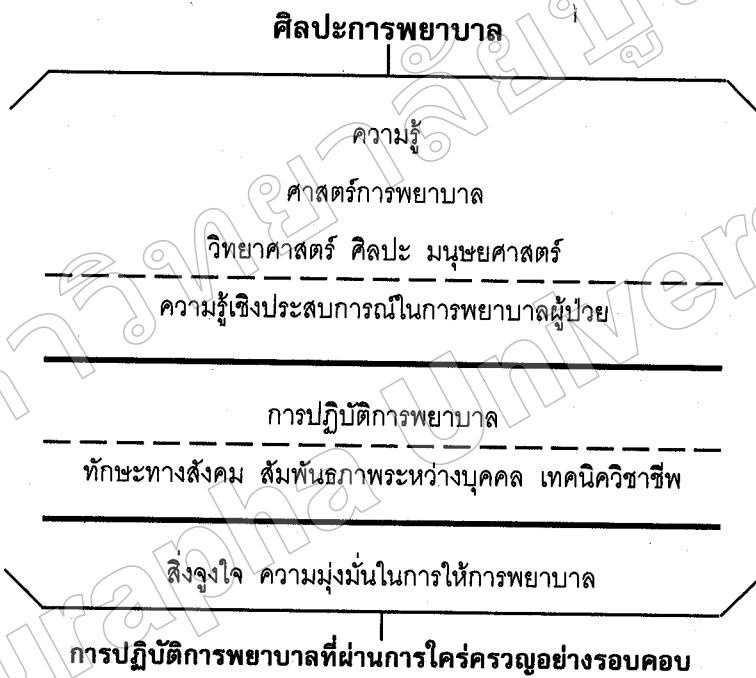 ศิลปะการพยาบาล
ความรู้
ศาสตร์การพยาบาล
วิทยาศาสตร์ ศิลปะ มนุษยศาสตร์
ความรู้เชิงประสบการณ์ในการพยาบาลผู้ป่วย
การปฏิบัติการพยาบาล
ทักษะทางสังคม สัมพันธภาพระหว่างบุคคล เทคนิควิชาชีพ
สิ่งจูงใจ ความมุ่งมั่นในการให้การพยาบาล
การปฏิบัติการพยาบาลที่ผ่านการใคร่ครวญอย่างรอบคอบ